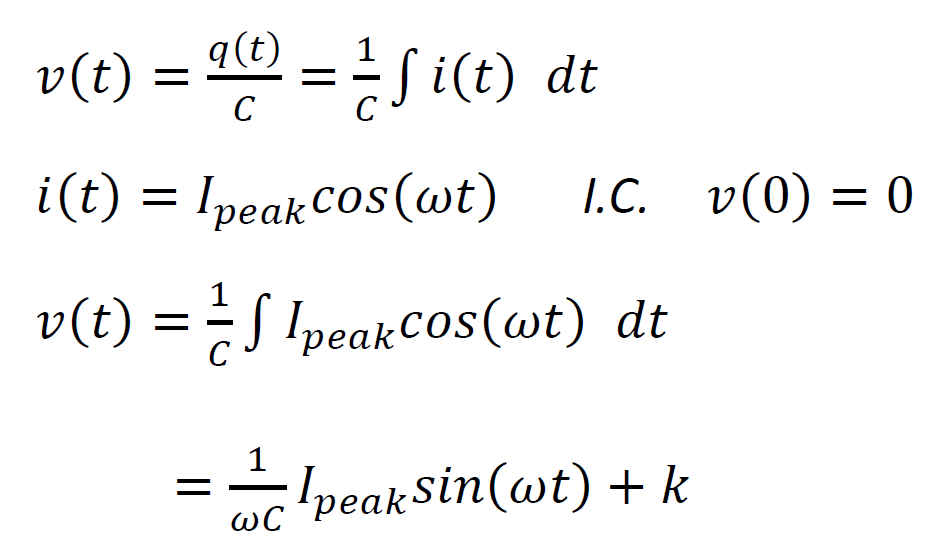 v(t) = q(t)/C = 1/C ∫ i(t) dt
i(t) = I_peak cos(ωt) I.C. v(0) = 0
v(t) = 1/C ∫ I_peak cos(ωt) dt
= 1/ωC I_peak sin(ωt) + k